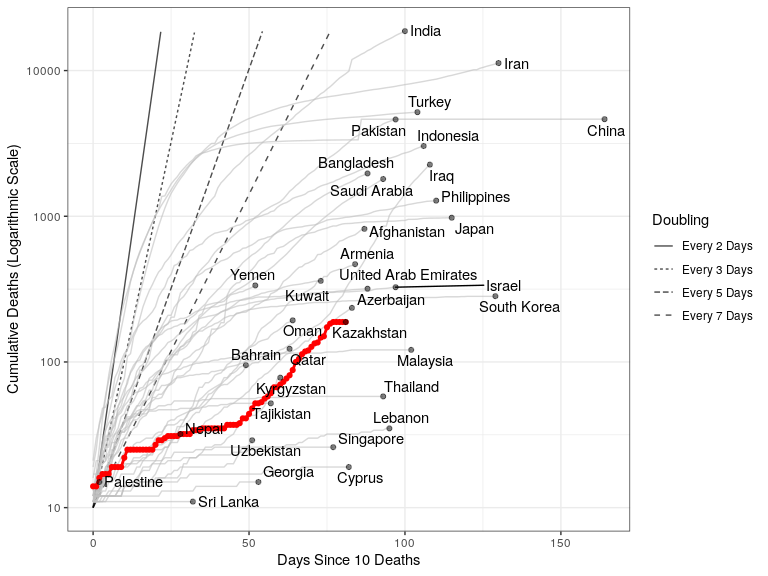 India
Iran
Turkey
Pakistan
China
Indonesia
Bangladesh
Iraq
Saudi Arabia
Philippines
Japan
Afghanistan
Armenia
Yemen
United Arab Emirates
Israel
Kuwait
Azerbaijan
South Korea
Oman
Kazakhstan
Bahrain
Qatar
Malaysia
Kyrgyzstan
Thailand
Tajikistan
Lebanon
Nepal
Singapore
Uzbekistan
Georgia
Cyprus
Palestine
Sri Lanka
10000
1000
100
10
0
50
100
150
Days Since 10 Deaths
Cumulative Deaths (Logarithmic Scale)
Doubling
Every 2 Days
Every 3 Days
Every 5 Days
Every 7 Days